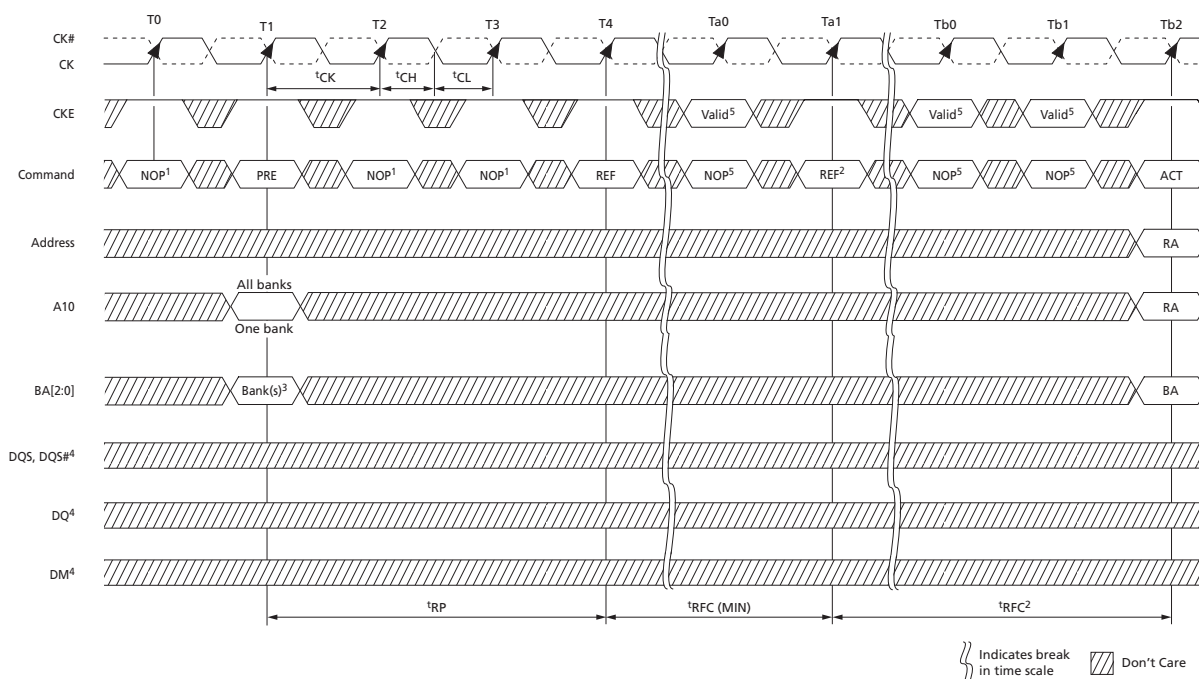 T0 T1 T2 T3 T4 Ta0 Ta1 Tb0 Tb1 Tb2
CK#
CK
tCK tCH tCL
CKE Valid⁵ Valid⁵ Valid⁵
Command NOP¹ PRE NOP¹ NOP¹ REF NOP⁵ REF² NOP⁵ NOP⁵ ACT
Address RA
All banks
A10 RA
One bank
BA[2:0] Bank(s)³ BA
DQS, DQS#⁴
DQ⁴
DM⁴
tRP tRFC (MIN) tRFC²
Indicates break
in time scale
Don't Care